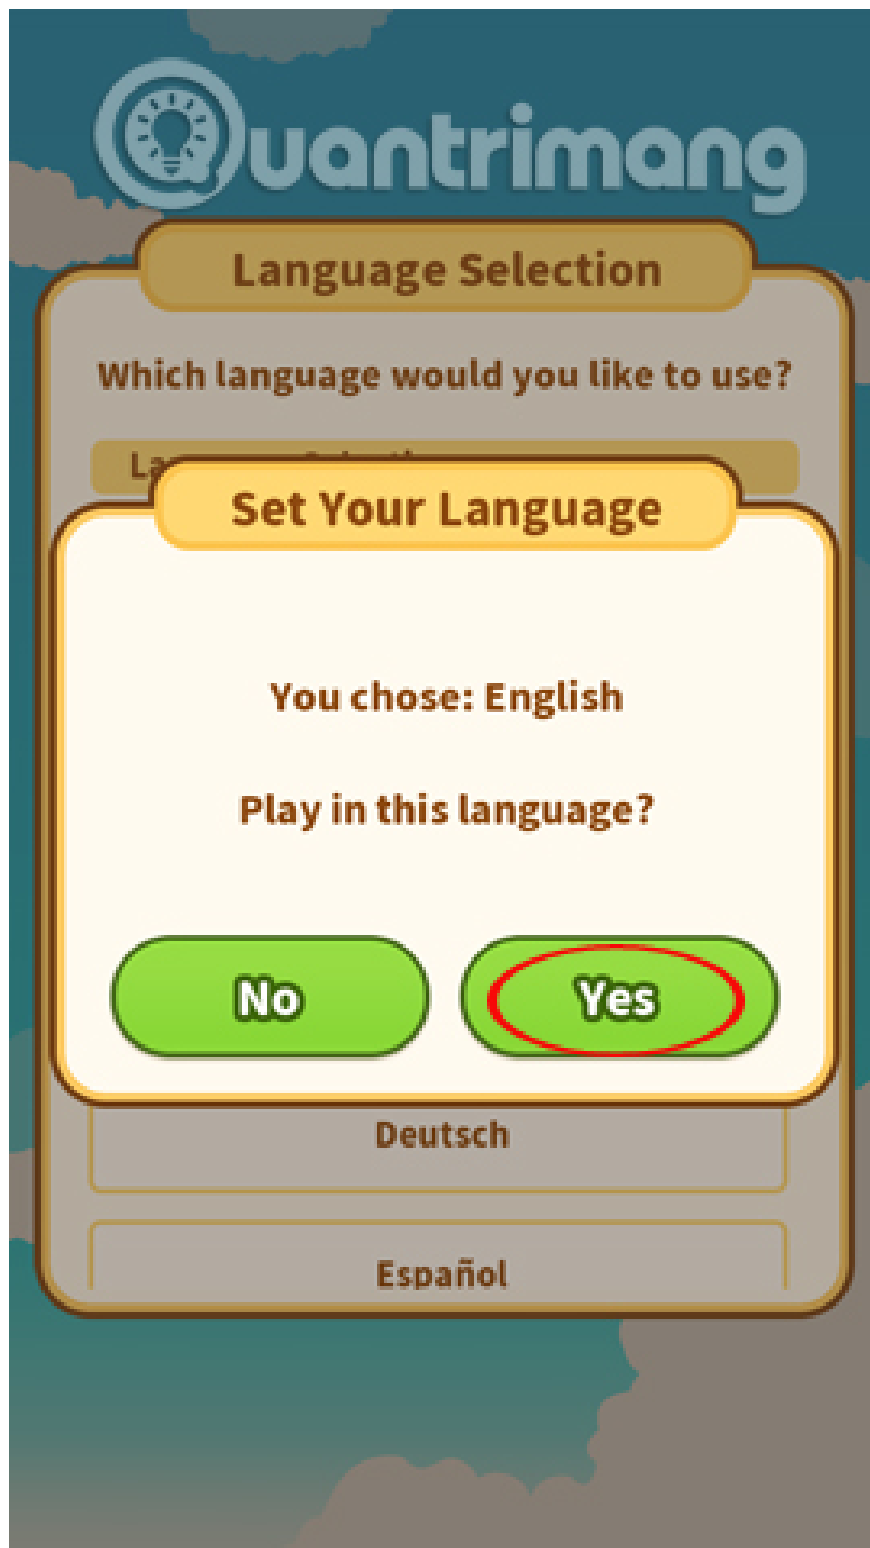 Quantrimang
Language Selection
Which language would you like to use?
Set Your Language
You chose: English
Play in this language?
No
Yes
Deutsch
Español